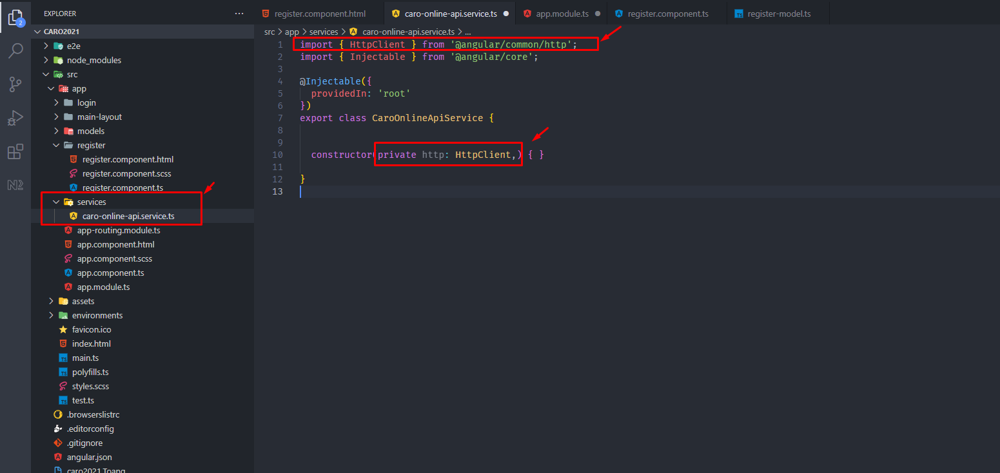 EXPLORER
...
CARO2021
e2e
node_modules
src
app
login
main-layout
models
register
register.component.html
register.component.scss
register.component.ts
services
caro-online-api.service.ts
app-routing.module.ts
app.component.html
app.component.scss
app.component.ts
app.module.ts
assets
environments
favicon.ico
index.html
main.ts
polyfills.ts
styles.scss
test.ts
.browserslistrc
.editorconfig
.gitignore
angular.json
caro2021.Toang
2
register.component.html caro-online-api.service.ts app.module.ts register.component.ts TS register-model.ts
src > app > services > caro-online-api.service.ts > ...
1 import { HttpClient } from '@angular/common/http';
2 import { Injectable } from '@angular/core';
3
4 @Injectable({
5 providedIn: 'root'
6 })
7 export class CaroOnlineApiService {
8
9
10 constructor(private http: HttpClient,) { }
11
12 }
13